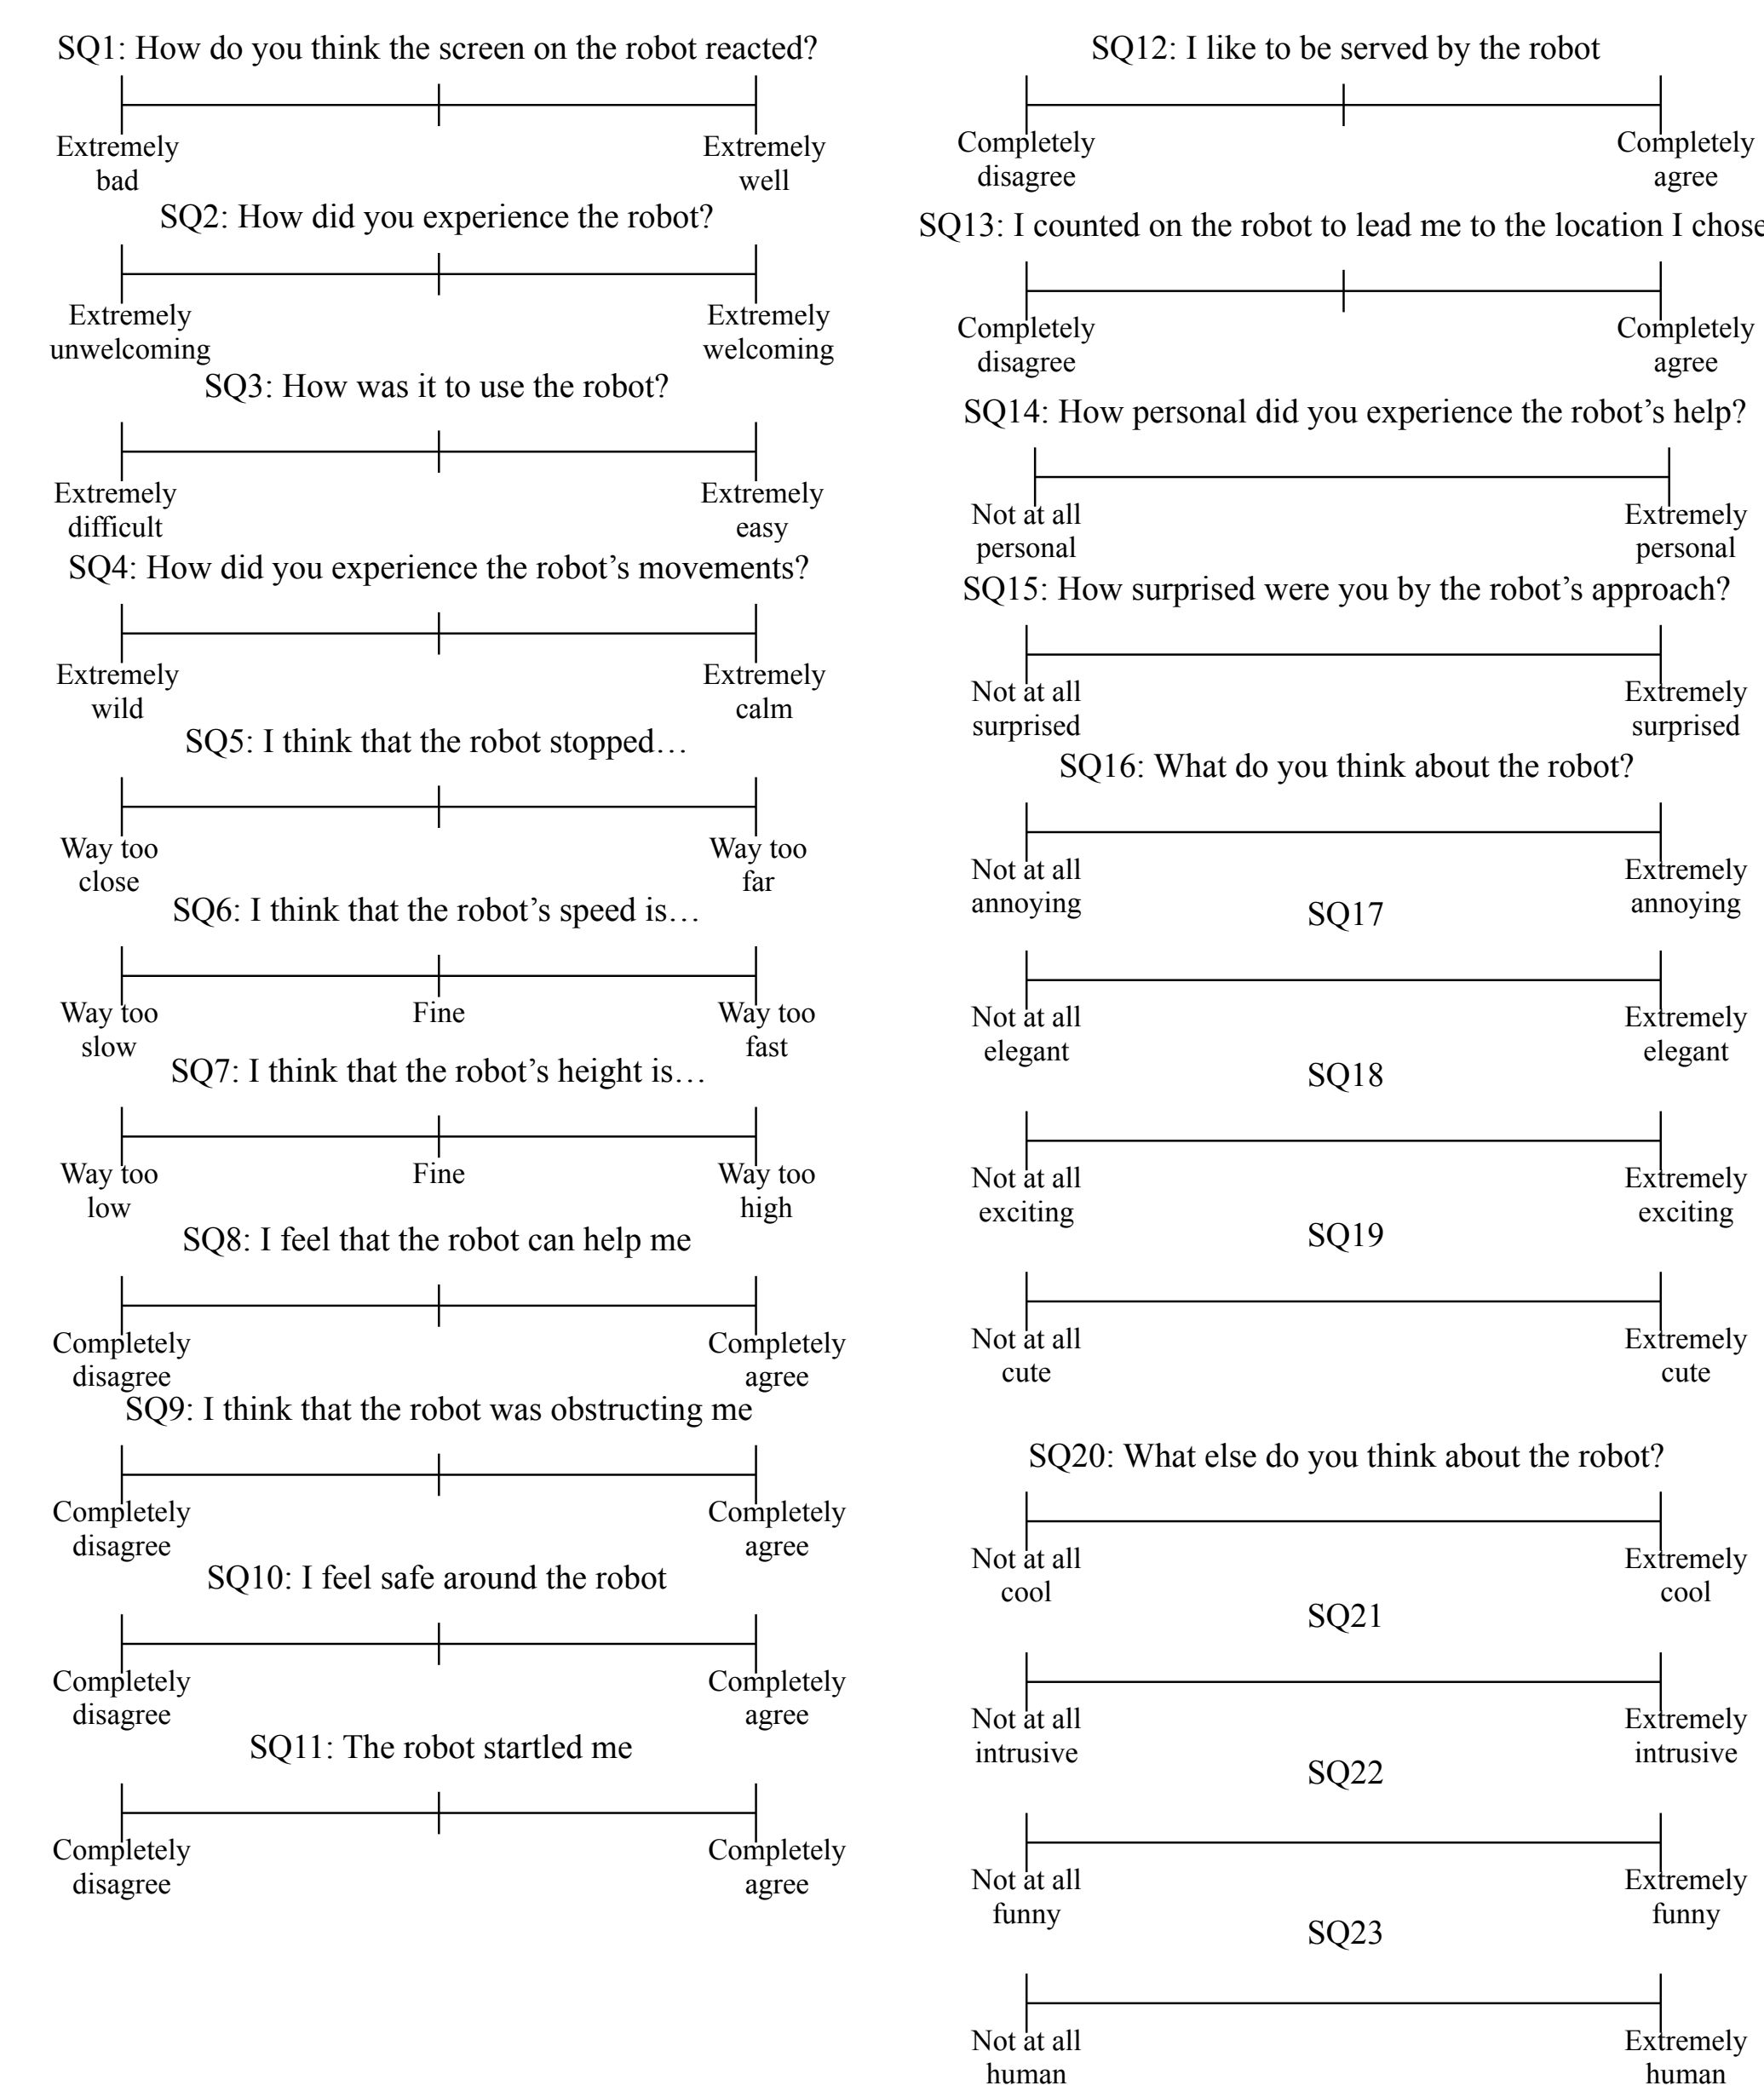 SQ1: How do you think the screen on the robot reacted?
Extremely bad
Extremely well
SQ2: How did you experience the robot?
Extremely unwelcoming
Extremely welcoming
SQ3: How was it to use the robot?
Extremely difficult
Extremely easy
SQ4: How did you experience the robot’s movements?
Extremely wild
Extremely calm
SQ5: I think that the robot stopped…
Way too close
Way too far
SQ6: I think that the robot’s speed is…
Way too slow
Fine
Way too fast
SQ7: I think that the robot’s height is…
Way too low
Fine
Way too high
SQ8: I feel that the robot can help me
Completely disagree
Completely agree
SQ9: I think that the robot was obstructing me
Completely disagree
Completely agree
SQ10: I feel safe around the robot
Completely disagree
Completely agree
SQ11: The robot startled me
Completely disagree
Completely agree
SQ12: I like to be served by the robot
Completely disagree
Completely agree
SQ13: I counted on the robot to lead me to the location I chose
Completely disagree
Completely agree
SQ14: How personal did you experience the robot’s help?
Not at all personal
Extremely personal
SQ15: How surprised were you by the robot’s approach?
Not at all surprised
Extremely surprised
SQ16: What do you think about the robot?
Not at all annoying
Extremely annoying
SQ17
Not at all elegant
Extremely elegant
SQ18
Not at all exciting
Extremely exciting
SQ19
Not at all cute
Extremely cute
SQ20: What else do you think about the robot?
Not at all cool
Extremely cool
SQ21
Not at all intrusive
Extremely intrusive
SQ22
Not at all funny
Extremely funny
SQ23
Not at all human
Extremely human